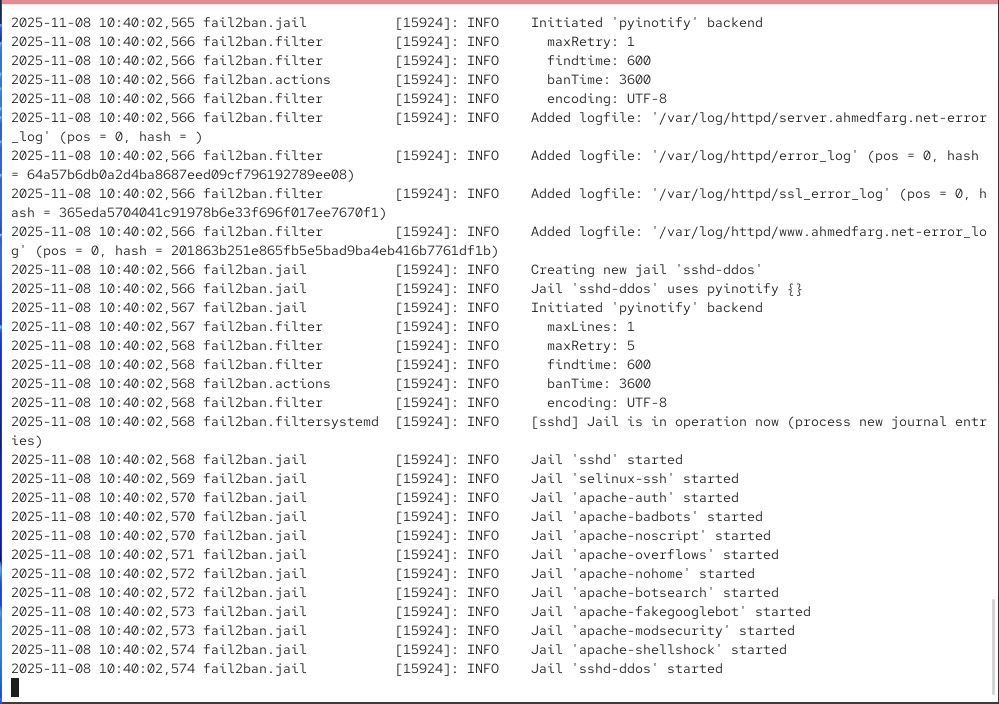 2025-11-08 10:40:02,565 fail2ban.jail           [15924]: INFO    Initiated 'pyinotify' backend
2025-11-08 10:40:02,566 fail2ban.filter         [15924]: INFO      maxRetry: 1
2025-11-08 10:40:02,566 fail2ban.filter         [15924]: INFO      findtime: 600
2025-11-08 10:40:02,566 fail2ban.actions        [15924]: INFO      banTime: 3600
2025-11-08 10:40:02,566 fail2ban.filter         [15924]: INFO      encoding: UTF-8
2025-11-08 10:40:02,566 fail2ban.filter         [15924]: INFO    Added logfile: '/var/log/httpd/server.ahmedfarg.net-error
_log' (pos = 0, hash = )
2025-11-08 10:40:02,566 fail2ban.filter         [15924]: INFO    Added logfile: '/var/log/httpd/error_log' (pos = 0, hash
= 64a57b6db0a2d4ba8687eed09cf796192789ee08)
2025-11-08 10:40:02,566 fail2ban.filter         [15924]: INFO    Added logfile: '/var/log/httpd/ssl_error_log' (pos = 0, h
ash = 365eda5704041c91978b6e33f696f017ee7670f1)
2025-11-08 10:40:02,566 fail2ban.filter         [15924]: INFO    Added logfile: '/var/log/httpd/www.ahmedfarg.net-error_lo
g' (pos = 0, hash = 201863b251e865fb5e5bad9ba4eb416b7761df1b)
2025-11-08 10:40:02,566 fail2ban.jail           [15924]: INFO    Creating new jail 'sshd-ddos'
2025-11-08 10:40:02,566 fail2ban.jail           [15924]: INFO    Jail 'sshd-ddos' uses pyinotify {}
2025-11-08 10:40:02,567 fail2ban.jail           [15924]: INFO    Initiated 'pyinotify' backend
2025-11-08 10:40:02,567 fail2ban.filter         [15924]: INFO      maxLines: 1
2025-11-08 10:40:02,568 fail2ban.filter         [15924]: INFO      maxRetry: 5
2025-11-08 10:40:02,568 fail2ban.filter         [15924]: INFO      findtime: 600
2025-11-08 10:40:02,568 fail2ban.actions        [15924]: INFO      banTime: 3600
2025-11-08 10:40:02,568 fail2ban.filter         [15924]: INFO      encoding: UTF-8
2025-11-08 10:40:02,568 fail2ban.filtersystemd  [15924]: INFO    [sshd] Jail is in operation now (process new journal entr
ies)
2025-11-08 10:40:02,568 fail2ban.jail           [15924]: INFO    Jail 'sshd' started
2025-11-08 10:40:02,569 fail2ban.jail           [15924]: INFO    Jail 'selinux-ssh' started
2025-11-08 10:40:02,570 fail2ban.jail           [15924]: INFO    Jail 'apache-auth' started
2025-11-08 10:40:02,570 fail2ban.jail           [15924]: INFO    Jail 'apache-badbots' started
2025-11-08 10:40:02,570 fail2ban.jail           [15924]: INFO    Jail 'apache-noscript' started
2025-11-08 10:40:02,571 fail2ban.jail           [15924]: INFO    Jail 'apache-overflows' started
2025-11-08 10:40:02,572 fail2ban.jail           [15924]: INFO    Jail 'apache-nohome' started
2025-11-08 10:40:02,572 fail2ban.jail           [15924]: INFO    Jail 'apache-botsearch' started
2025-11-08 10:40:02,573 fail2ban.jail           [15924]: INFO    Jail 'apache-fakegooglebot' started
2025-11-08 10:40:02,573 fail2ban.jail           [15924]: INFO    Jail 'apache-modsecurity' started
2025-11-08 10:40:02,574 fail2ban.jail           [15924]: INFO    Jail 'apache-shellshock' started
2025-11-08 10:40:02,574 fail2ban.jail           [15924]: INFO    Jail 'sshd-ddos' started